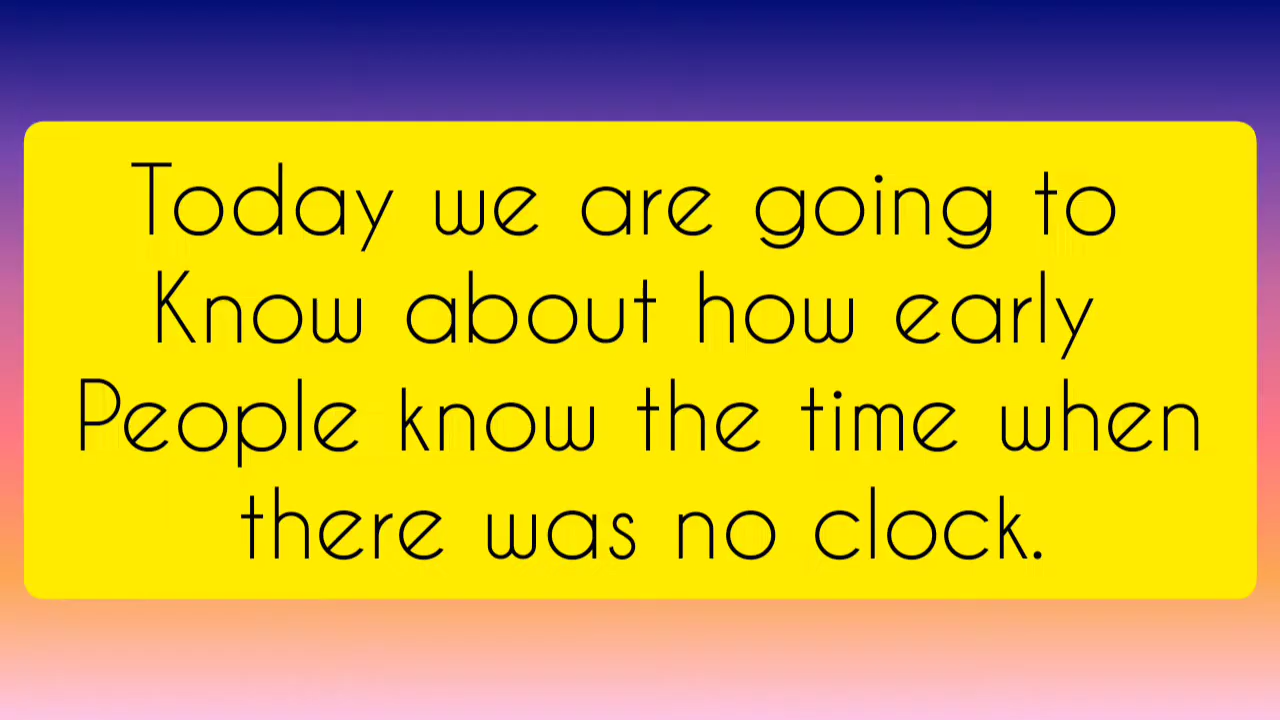 Today we are going to
Know about how early
People know the time when
there was no clock.